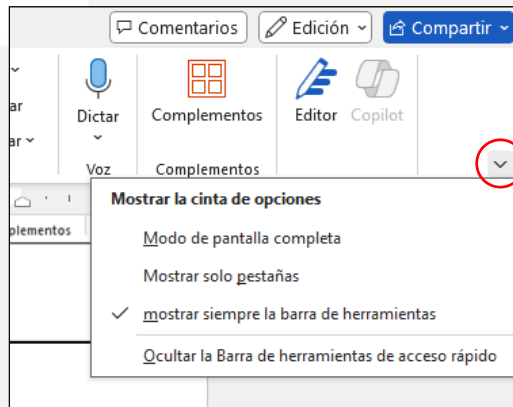 Comentarios Edición Compartir
ar Dictar Complementos Editor Copilot
ar
Voz Complementos
Mostrar la cinta de opciones
plementos
Modo de pantalla completa
Mostrar solo pestañas
mostrar siempre la barra de herramientas
Ocultar la Barra de herramientas de acceso rápido